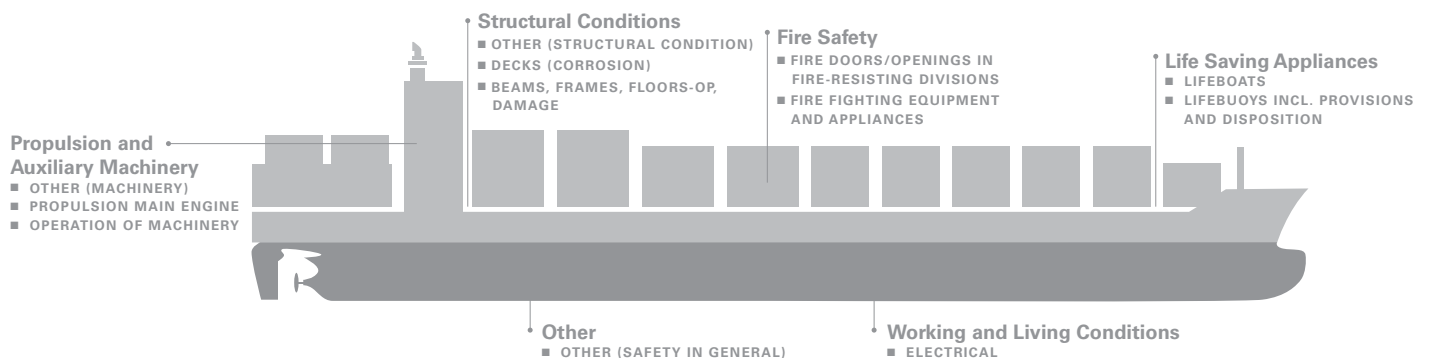 Structural Conditions
■ OTHER (STRUCTURAL CONDITION)
■ DECKS (CORROSION)
■ BEAMS, FRAMES, FLOORS-OP,
DAMAGE
Fire Safety
■ FIRE DOORS/OPENINGS IN
FIRE-RESISTING DIVISIONS
■ FIRE FIGHTING EQUIPMENT
AND APPLIANCES
Life Saving Appliances
■ LIFEBOATS
■ LIFEBUOYS INCL. PROVISIONS
AND DISPOSITION
Propulsion and
Auxiliary Machinery
■ OTHER (MACHINERY)
■ PROPULSION MAIN ENGINE
■ OPERATION OF MACHINERY
Other
■ OTHER (SAFETY IN GENERAL)
Working and Living Conditions
■ ELECTRICAL